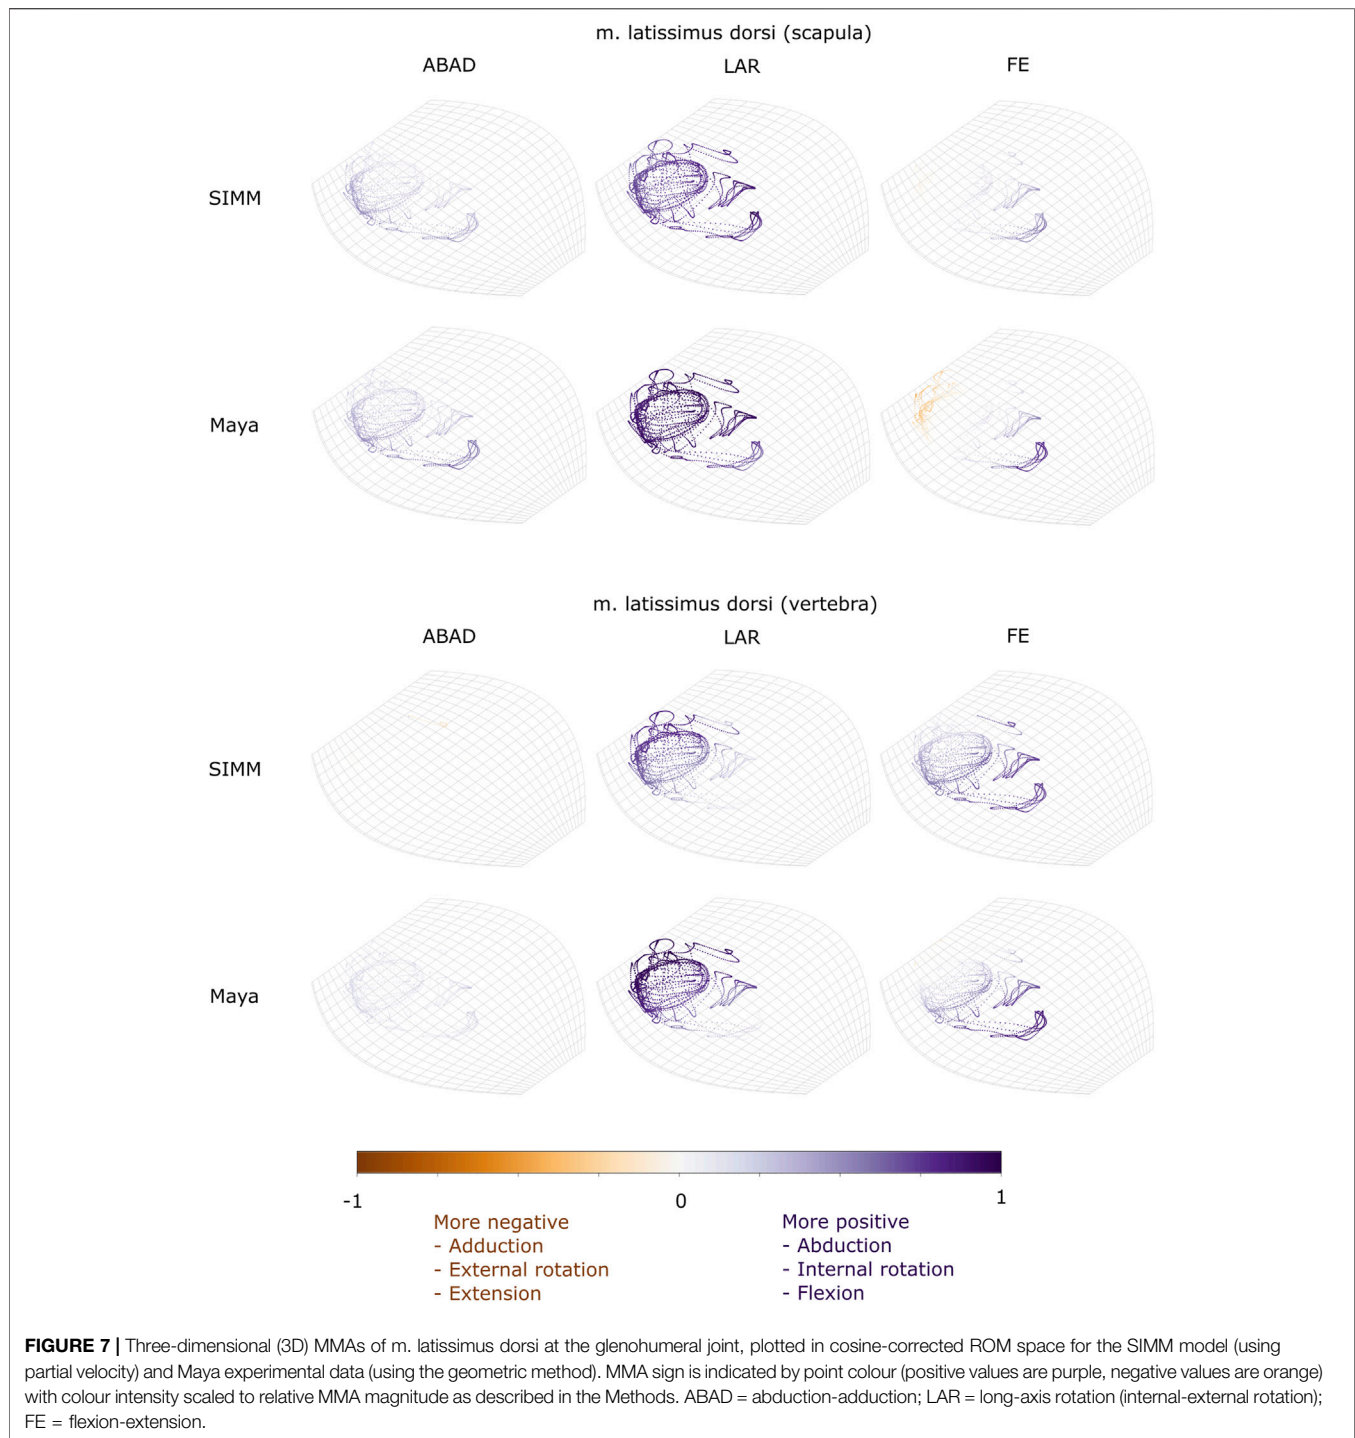 m. latissimus dorsi (scapula)
ABAD LAR FE
SIMM
Maya
m. latissimus dorsi (vertebra)
ABAD LAR FE
SIMM
Maya
-1 0 1
More negative
- Adduction
- External rotation
- Extension
More positive
- Abduction
- Internal rotation
- Flexion
FIGURE 7 | Three-dimensional (3D) MMAs of m. latissimus dorsi at the glenohumeral joint, plotted in cosine-corrected ROM space for the SIMM model (using
partial velocity) and Maya experimental data (using the geometric method). MMA sign is indicated by point colour (positive values are purple, negative values are orange)
with colour intensity scaled to relative MMA magnitude as described in the Methods. ABAD = abduction-adduction; LAR = long-axis rotation (internal-external rotation);
FE = flexion-extension.